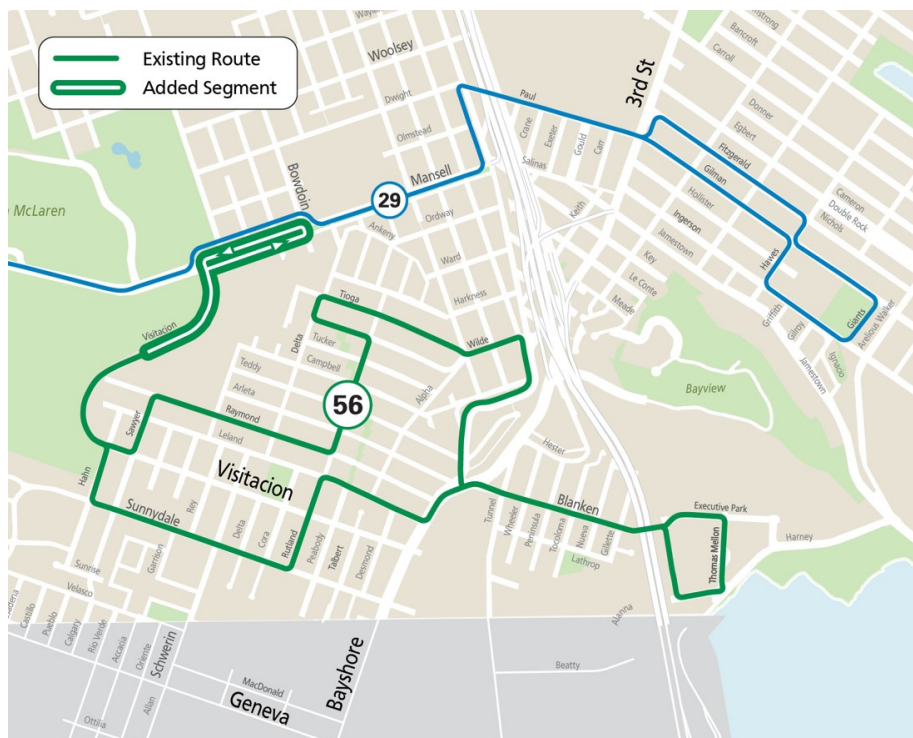 Existing Route
Added Segment
Woolsey
Dwight
Olmstead
Mansell
29
Bowdoin
McLaren
Ankeny
Ordway
Ward
Harkness
Paul
Crane
Exeter
Gould
Carr
Salinas
Keith
3rd St
Armstrong
Bancroft
Carroll
Donner
Egbert
Fitzgerald
Gilman
Hollister
Ingerson
Jamestown
Key
Le Conte
Meade
Cameron
Double Rock
Nichols
Hawes
Griffith
Gilroy
Jamestown
Ignacio
Giants
Arelious Walker
Bayview
Visitacion
Tioga
Delta
Tucker
Campbell
Teddy
Arleta
Raymond
Leland
56
Alpha
Wilde
Sawyer
Hahn
Visitacion
Sunnydale
Rey
Delta
Cora
Rutland
Peabody
Talbert
Desmond
Garrison
Hester
Blanken
Tunnel
Wheeler
Peninsula
Tocoloma
Nueva
Gillette
Lathrop
Executive Park
Thomas Mellon
Harney
Alanna
Beatty
Sunrise
Velasco
Castillo
Pueblo
Calgary
Rio Verde
Accacia
Oriente
Allan
Schwerin
MacDonald
Geneva
Bayshore
Ottilia